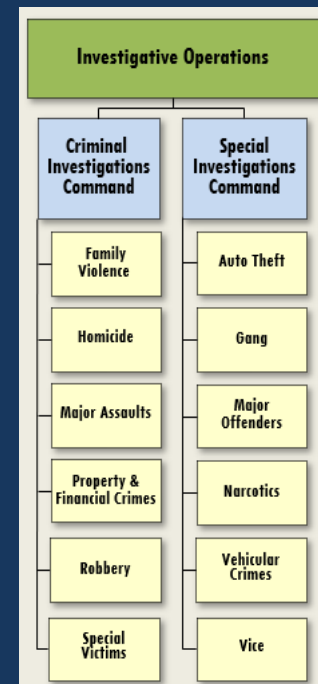 Investigative Operations
Criminal
Investigations
Command
Family
Violence
Homicide
Major Assaults
Property &
Financial Crimes
Robbery
Special
Victims
Special
Investigations
Command
Auto Theft
Gang
Major
Offenders
Narcotics
Vehicular
Crimes
Vice